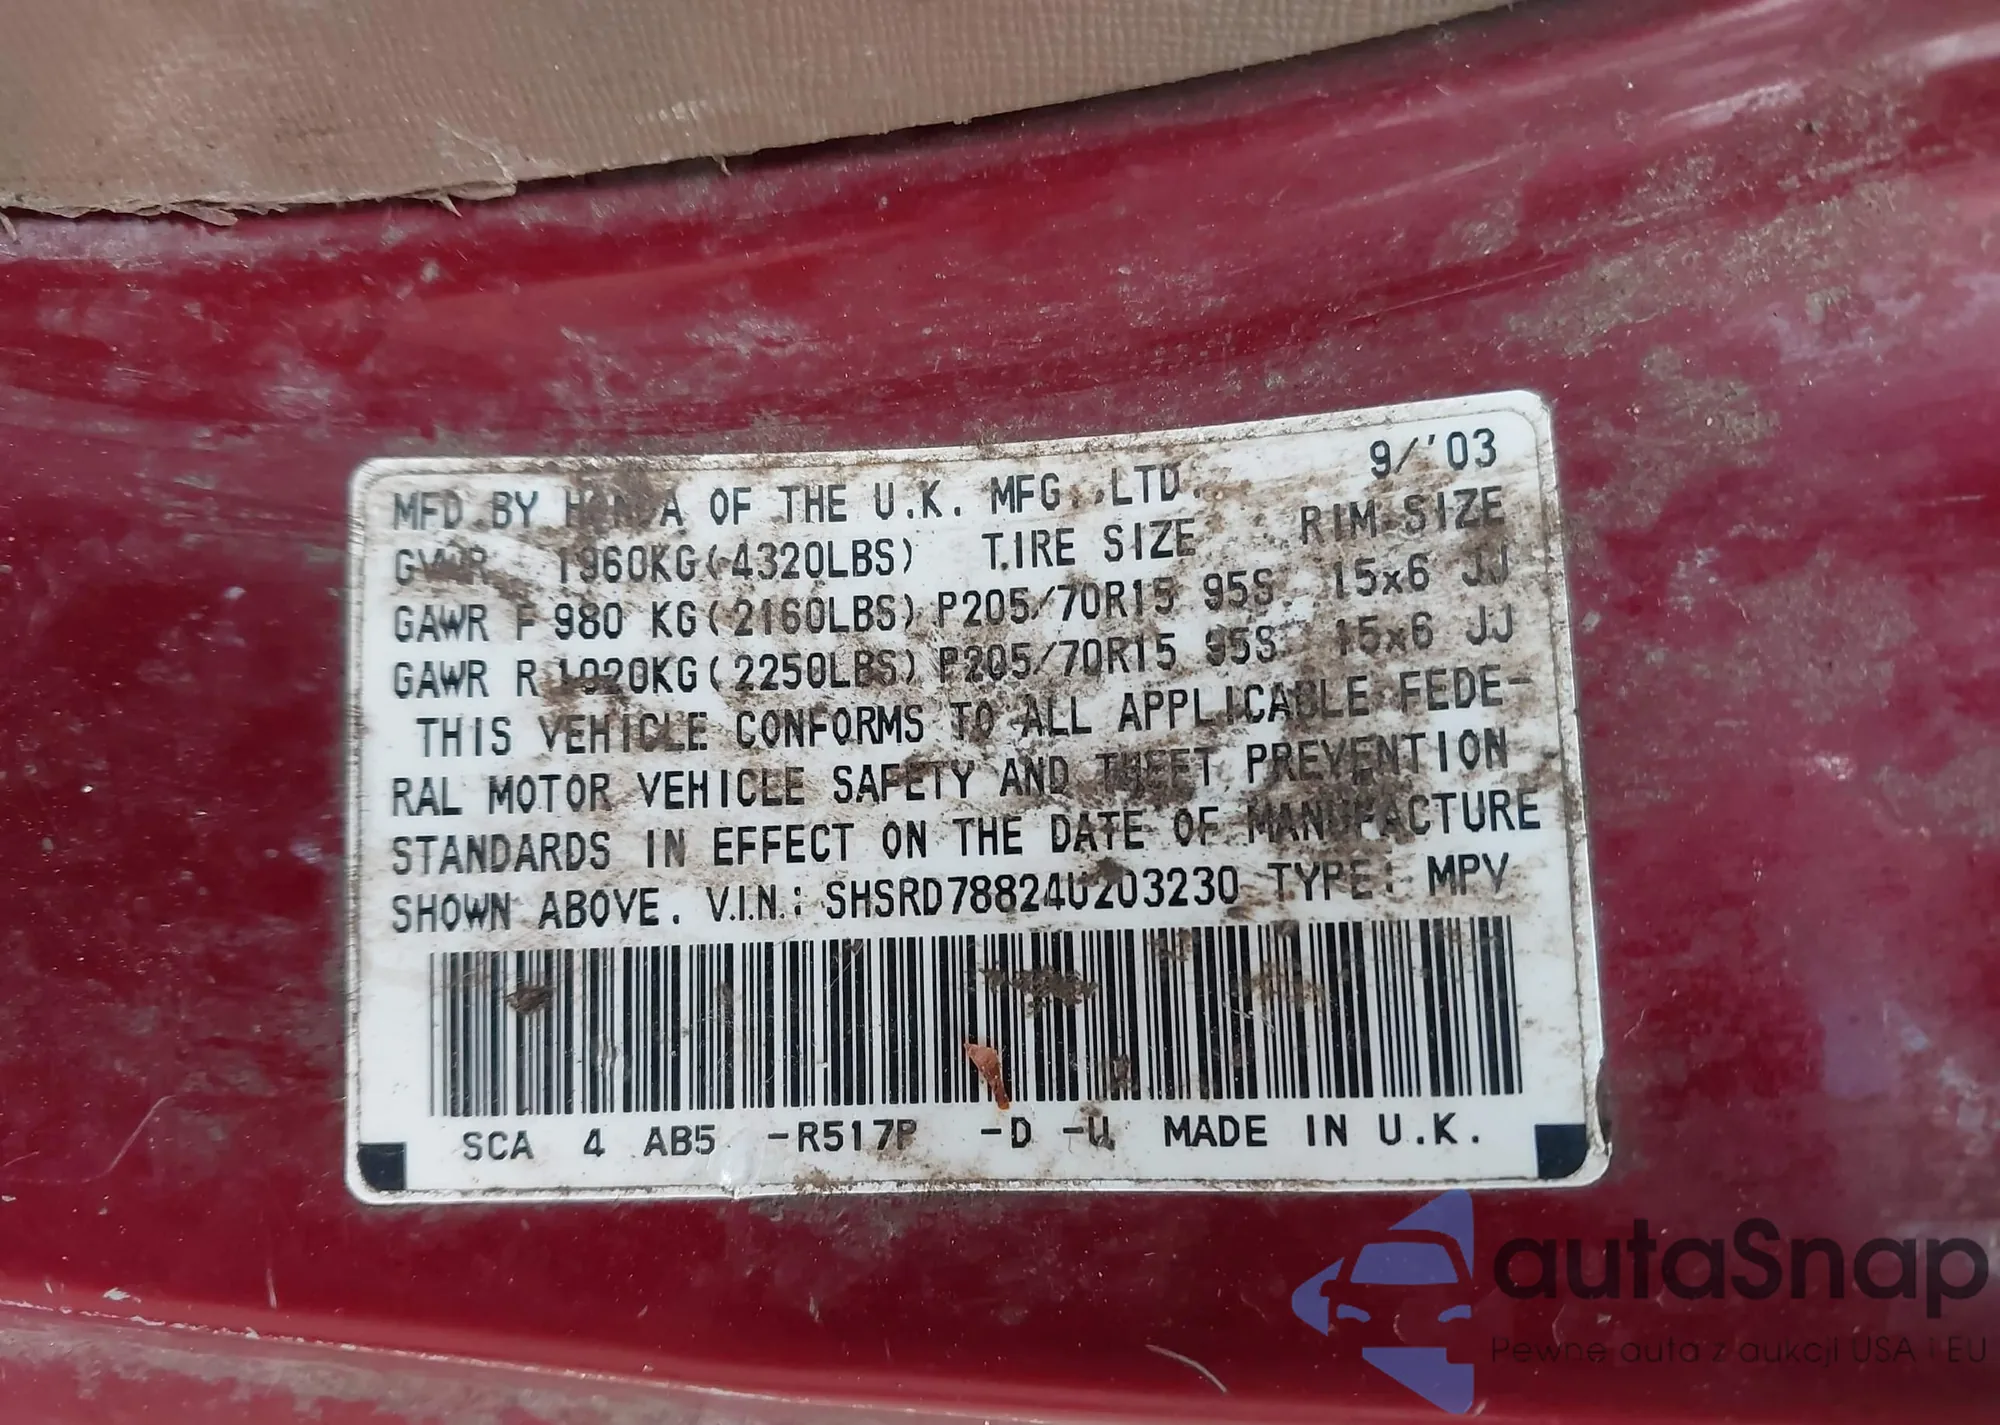 9/'03
MFD BY HONDA OF THE U.K. MFG.,LTD.
GVWR 1960KG(4320LBS) TIRE SIZE RIM SIZE
GAWR F 980 KG(2160LBS) P205/70R15 95S 15x6 JJ
GAWR R 1020KG(2250LBS) P205/70R15 95S 15x6 JJ
THIS VEHICLE CONFORMS TO ALL APPLICABLE FEDE-
RAL MOTOR VEHICLE SAFETY AND THEFT PREVENTION
STANDARDS IN EFFECT ON THE DATE OF MANUFACTURE
SHOWN ABOVE. V.I.N.: SHSRD78824U203230 TYPE: MPV
SCA 4 AB5 -R517P -D -U MADE IN U.K.
autaSnap
Pewne auta z aukcji USA i EU